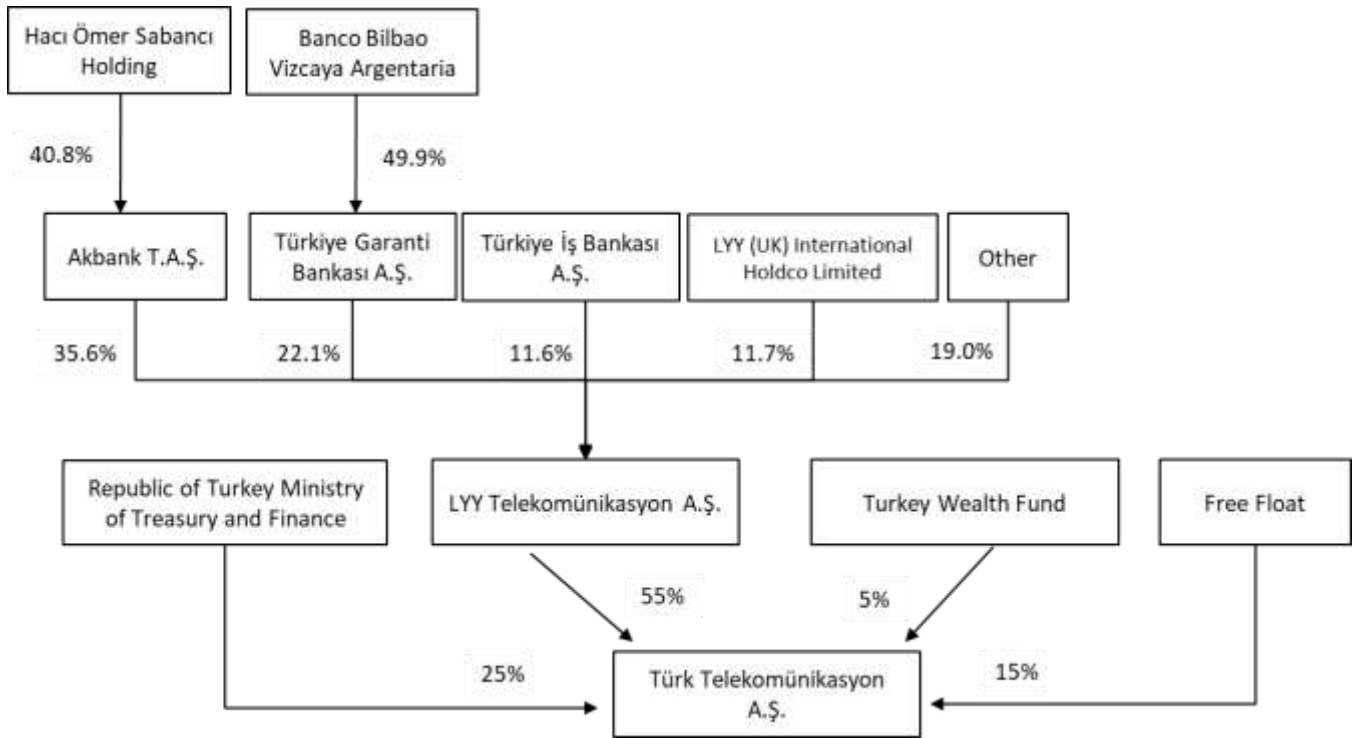 Hacı Ömer Sabancı
Holding
Banco Bilbao
Vizcaya Argentaria
40.8%
49.9%
Akbank T.A.Ş.
Türkiye Garanti
Bankası A.Ş.
Türkiye İş Bankası
A.Ş.
LYY (UK) International
Holdco Limited
Other
35.6%
22.1%
11.6%
11.7%
19.0%
Republic of Turkey Ministry
of Treasury and Finance
LYY Telekomünikasyon A.Ş.
Turkey Wealth Fund
Free Float
55%
5%
25%
15%
Türk Telekomünikasyon
A.Ş.